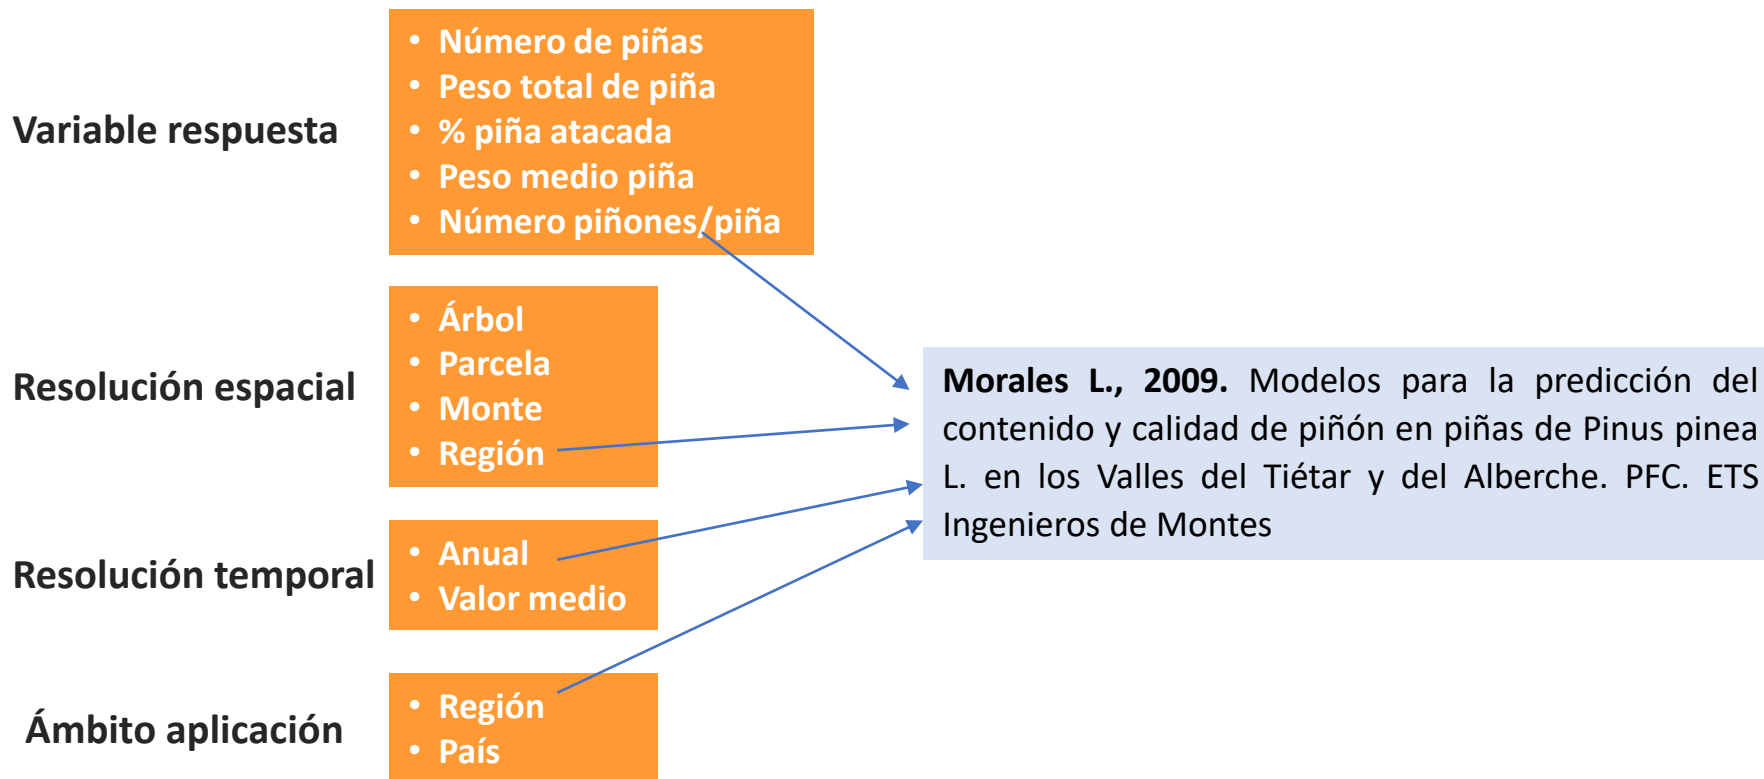 Variable respuesta
• Número de piñas
• Peso total de piña
• % piña atacada
• Peso medio piña
• Número piñones/piña
Resolución espacial
• Árbol
• Parcela
• Monte
• Región
Resolución temporal
• Anual
• Valor medio
Ámbito aplicación
• Región
• País
Morales L., 2009. Modelos para la predicción del
contenido y calidad de piñón en piñas de Pinus pinea
L. en los Valles del Tiétar y del Alberche. PFC. ETS
Ingenieros de Montes